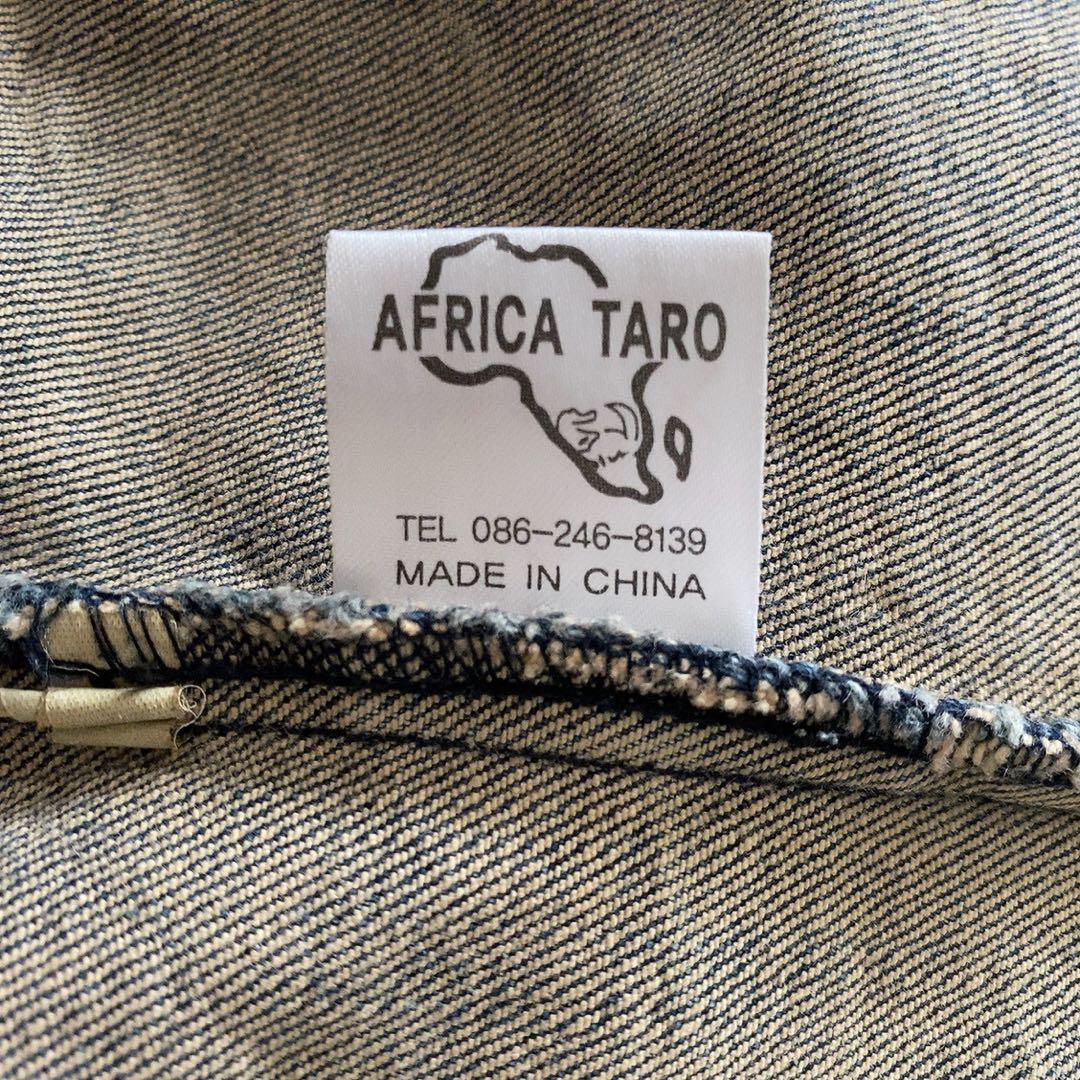 AFRICA TARO
TEL 086-246-8139
MADE IN CHINA